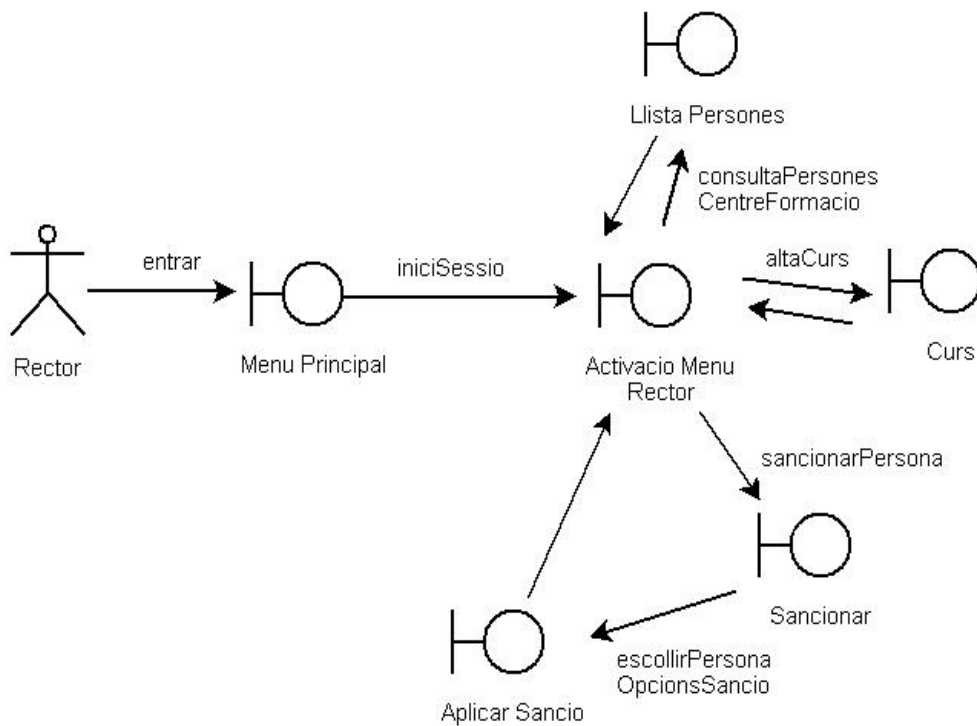 Llista Persones
consultaPersones
CentreFormacio
entrar
iniciSessio
altaCurs
Rector
Menu Principal
Activacio Menu
Rector
Curs
sancionarPersona
Sancionar
escollirPersona
OpcionsSancio
Aplicar Sancio